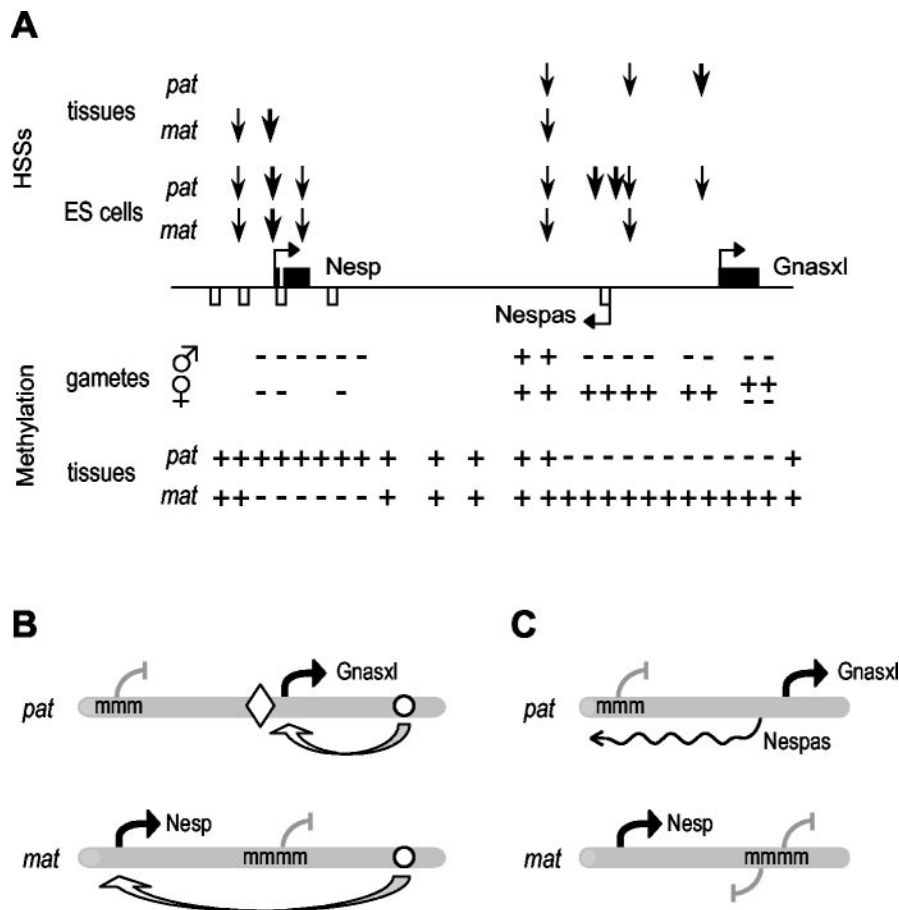 A
HSSs
tissues
pat
mat
ES cells
pat
mat
Nesp
Gnasxl
Nespas
Methylation
gametes
♂
- - - - - - + + - - - - - - - -
♀
- - - + + ++++ ++ ++
- -
tissues
pat
++++++++ + + + ++ - - - - - - - - - - +
mat
++ - - - - - + + + +++++++++++++
B
pat
mmm
Gnasxl
mat
Nesp
mmmm
C
pat
mmm
Gnasxl
Nespas
mat
Nesp
mmmm